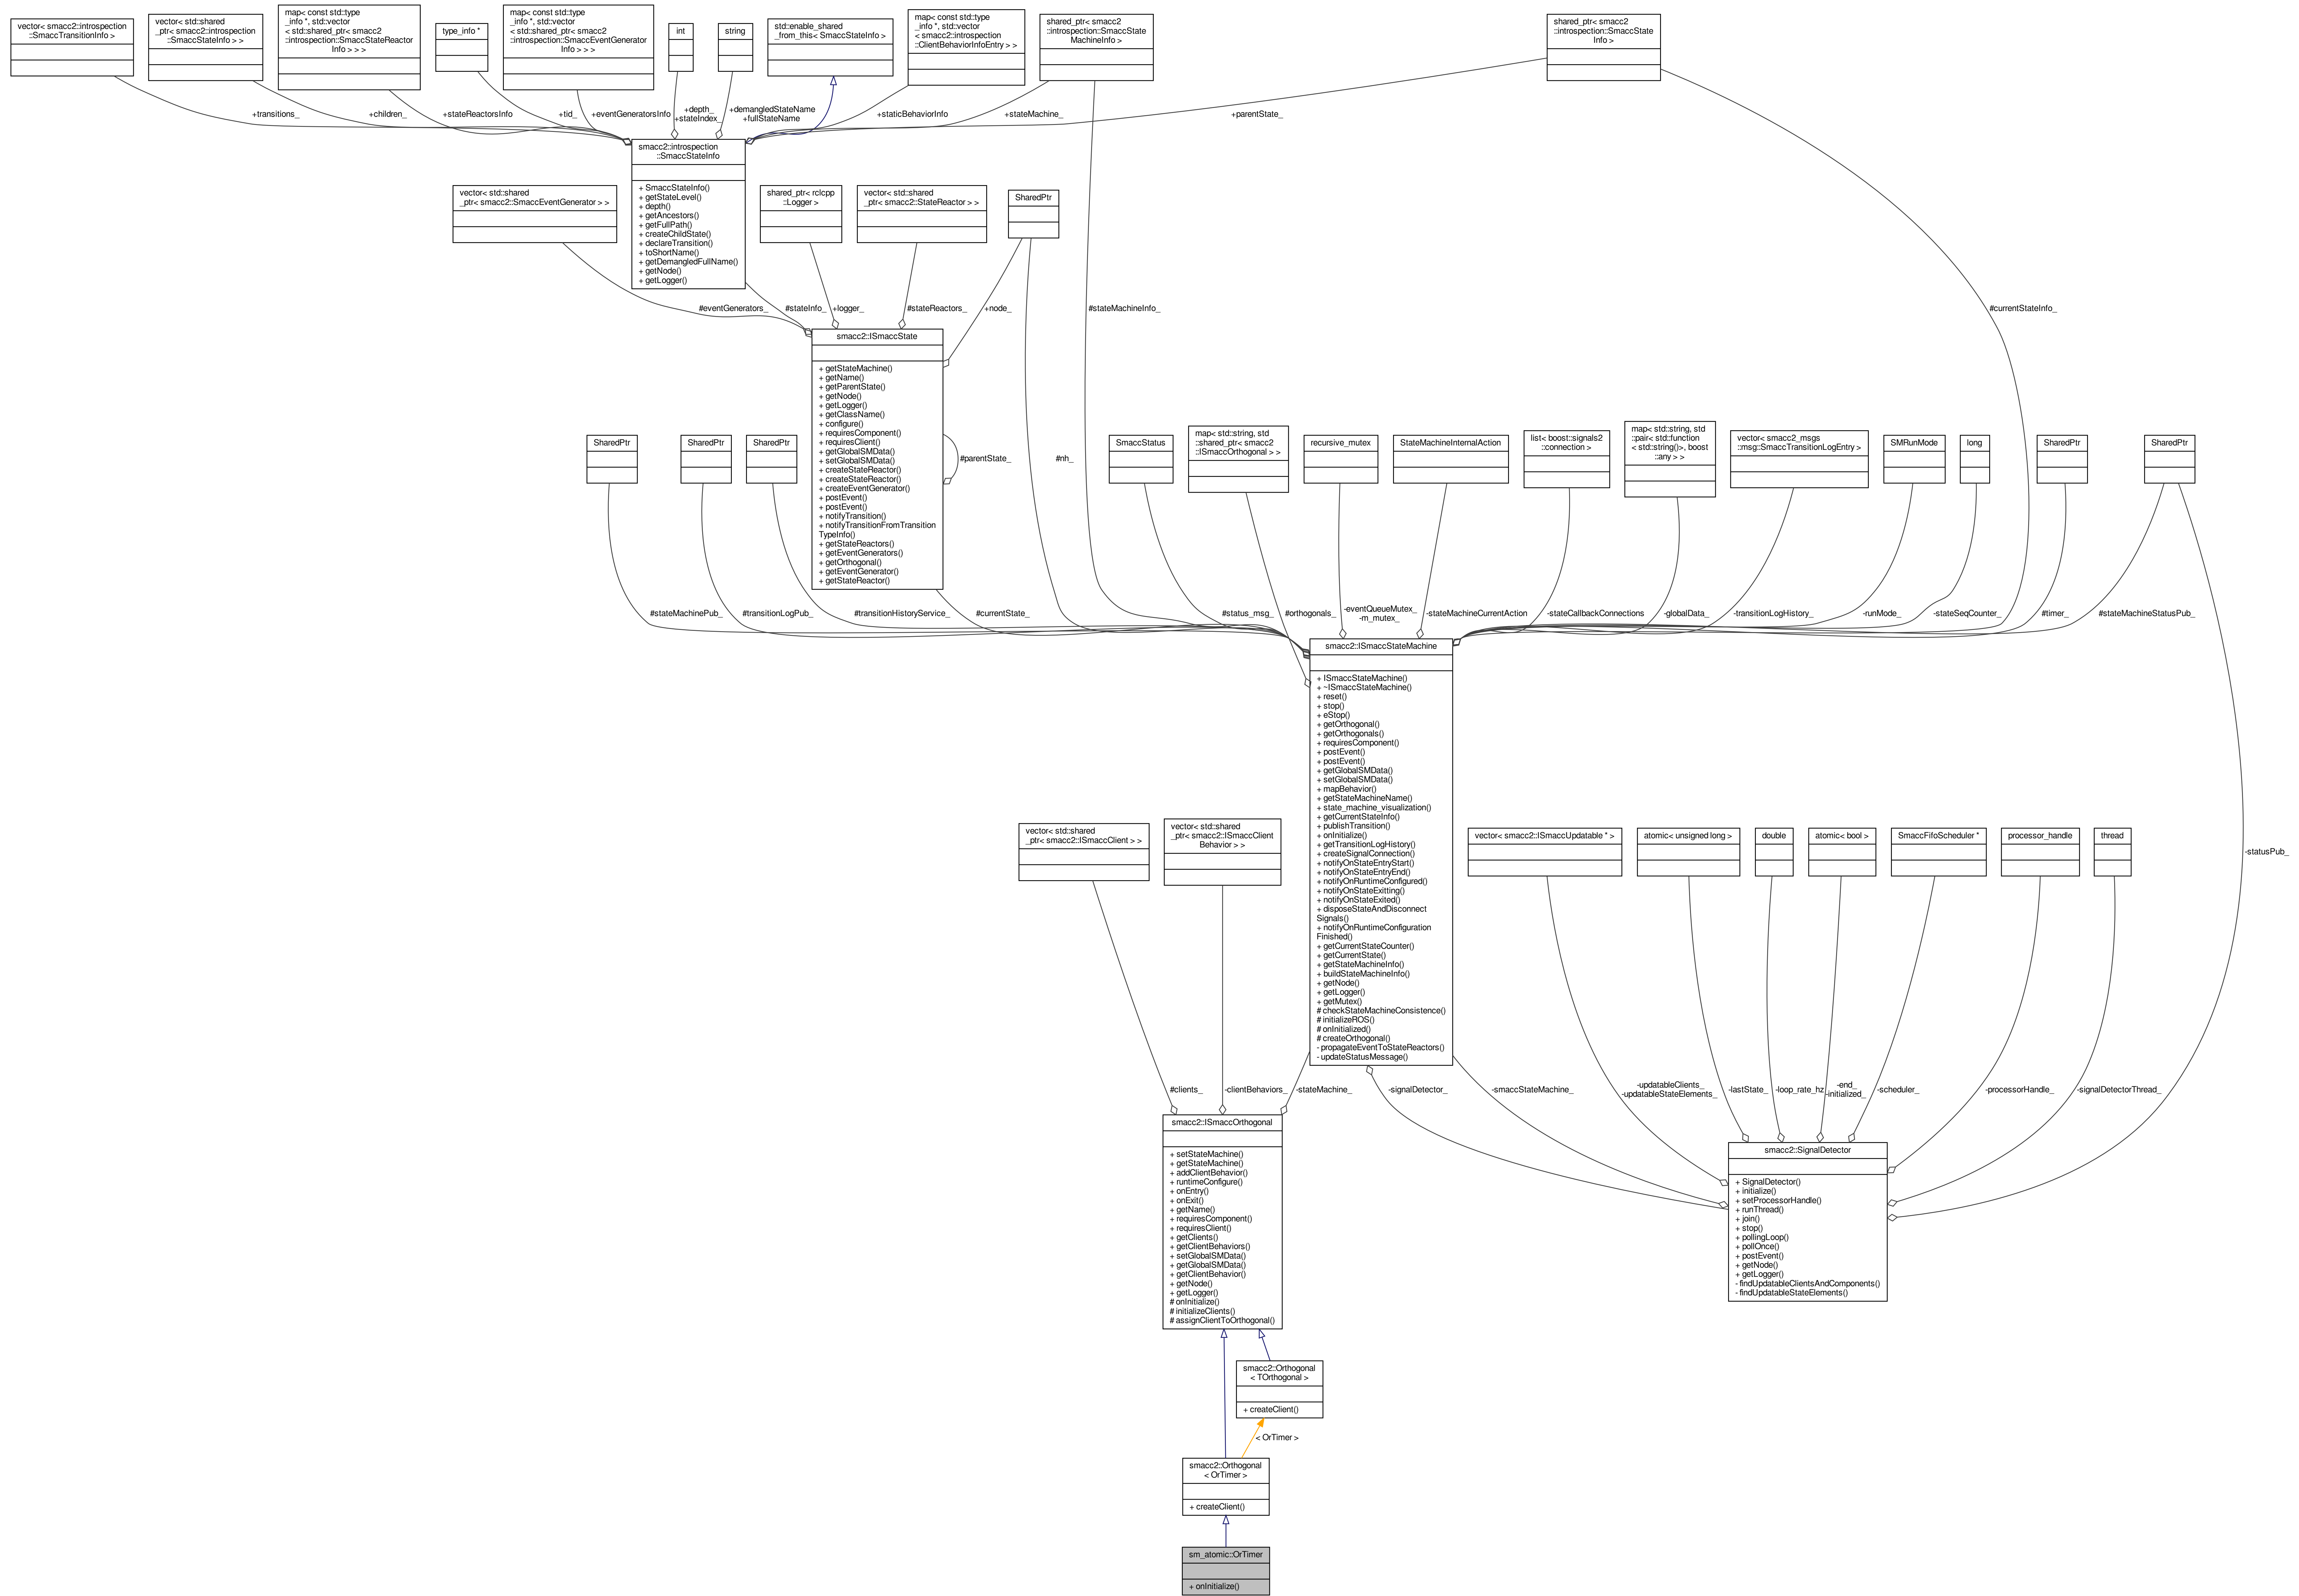 vector< smacc2::introspection
::SmaccTransitionInfo >
vector< std::shared
_ptr< smacc2::introspection
::SmaccStateInfo > >
map< const std::type
_info *, std::vector
< std::shared_ptr< smacc2
::introspection::SmaccStateReactor
Info > > >
type_info *
map< const std::type
_info *, std::vector
< std::shared_ptr< smacc2
::introspection::SmaccEventGenerator
Info > > >
int
string
std::enable_shared
_from_this< SmaccStateInfo >
map< const std::type
_info *, std::vector
< smacc2::introspection
::ClientBehaviorInfoEntry > >
shared_ptr< smacc2
::introspection::SmaccState
MachineInfo >
shared_ptr< smacc2
::introspection::SmaccState
Info >
+transitions_
+children_
+stateReactorsInfo
+tid_
+eventGeneratorsInfo
+depth_
+stateIndex_
+demangledStateName
+fullStateName
+staticBehaviorInfo
+stateMachine_
+parentState_
smacc2::introspection
::SmaccStateInfo
+ SmaccStateInfo()
+ getStateLevel()
+ depth()
+ getAncestors()
+ getFullPath()
+ createChildState()
+ declareTransition()
+ toShortName()
+ getDemangledFullName()
+ getNode()
+ getLogger()
vector< std::shared
_ptr< smacc2::SmaccEventGenerator > >
shared_ptr< rclcpp
::Logger >
vector< std::shared
_ptr< smacc2::StateReactor > >
SharedPtr
#eventGenerators_
#stateInfo_
+logger_
#stateReactors_
+node_
#stateMachineInfo_
#currentStateInfo_
smacc2::ISmaccState
+ getStateMachine()
+ getName()
+ getParentState()
+ getNode()
+ getLogger()
+ getClassName()
+ configure()
+ requiresComponent()
+ requiresClient()
+ getGlobalSMData()
+ setGlobalSMData()
+ createStateReactor()
+ createStateReactor()
+ createEventGenerator()
+ postEvent()
+ postEvent()
+ notifyTransition()
+ notifyTransitionFromTransition
TypeInfo()
+ getStateReactors()
+ getEventGenerators()
+ getOrthogonal()
+ getEventGenerator()
+ getStateReactor()
#parentState_
#nh_
SharedPtr
SharedPtr
SharedPtr
SmaccStatus
map< std::string, std
::shared_ptr< smacc2
::ISmaccOrthogonal > >
recursive_mutex
StateMachineInternalAction
list< boost::signals2
::connection >
map< std::string, std
::pair< std::function
< std::string()>, boost
::any > >
vector< smacc2_msgs
::msg::SmaccTransitionLogEntry >
SMRunMode
long
SharedPtr
SharedPtr
#stateMachinePub_
#transitionLogPub_
#transitionHistoryService_
#currentState_
#status_msg_
#orthogonals_
-eventQueueMutex_
-m_mutex_
-stateMachineCurrentAction
-stateCallbackConnections
-globalData_
-transitionLogHistory_
-runMode_
-stateSeqCounter_
#timer_
#stateMachineStatusPub_
smacc2::ISmaccStateMachine
+ ISmaccStateMachine()
+ ~ISmaccStateMachine()
+ reset()
+ stop()
+ eStop()
+ getOrthogonal()
+ getOrthogonals()
+ requiresComponent()
+ postEvent()
+ postEvent()
+ getGlobalSMData()
+ setGlobalSMData()
+ mapBehavior()
+ getStateMachineName()
+ state_machine_visualization()
+ getCurrentStateInfo()
+ publishTransition()
+ onInitialize()
+ getTransitionLogHistory()
+ createSignalConnection()
+ notifyOnStateEntryStart()
+ notifyOnStateEntryEnd()
+ notifyOnRuntimeConfigured()
+ notifyOnStateExitting()
+ notifyOnStateExited()
+ disposeStateAndDisconnect
Signals()
+ notifyOnRuntimeConfiguration
Finished()
+ getCurrentStateCounter()
+ getCurrentState()
+ getStateMachineInfo()
+ buildStateMachineInfo()
+ getNode()
+ getLogger()
+ getMutex()
# checkStateMachineConsistence()
# initializeROS()
# onInitialized()
# createOrthogonal()
- propagateEventToStateReactors()
- updateStatusMessage()
vector< std::shared
_ptr< smacc2::ISmaccClient > >
vector< std::shared
_ptr< smacc2::ISmaccClient
Behavior > >
vector< smacc2::ISmaccUpdatable * >
atomic< unsigned long >
double
atomic< bool >
SmaccFifoScheduler *
processor_handle
thread
-statusPub_
#clients_
-clientBehaviors_
-stateMachine_
-signalDetector_
-smaccStateMachine_
-updatableClients_
-updatableStateElements_
-lastState_
-loop_rate_hz
-end_
-initialized_
-scheduler_
-processorHandle_
-signalDetectorThread_
smacc2::ISmaccOrthogonal
+ setStateMachine()
+ getStateMachine()
+ addClientBehavior()
+ runtimeConfigure()
+ onEntry()
+ onExit()
+ getName()
+ requiresComponent()
+ requiresClient()
+ getClients()
+ getClientBehaviors()
+ setGlobalSMData()
+ getGlobalSMData()
+ getClientBehavior()
+ getNode()
+ getLogger()
# onInitialize()
# initializeClients()
# assignClientToOrthogonal()
smacc2::SignalDetector
+ SignalDetector()
+ initialize()
+ setProcessorHandle()
+ runThread()
+ join()
+ stop()
+ pollingLoop()
+ pollOnce()
+ postEvent()
+ getNode()
+ getLogger()
- findUpdatableClientsAndComponents()
- findUpdatableStateElements()
smacc2::Orthogonal
< TOrthogonal >
+ createClient()
< OrTimer >
smacc2::Orthogonal
< OrTimer >
+ createClient()
sm_atomic::OrTimer
+ onInitialize()